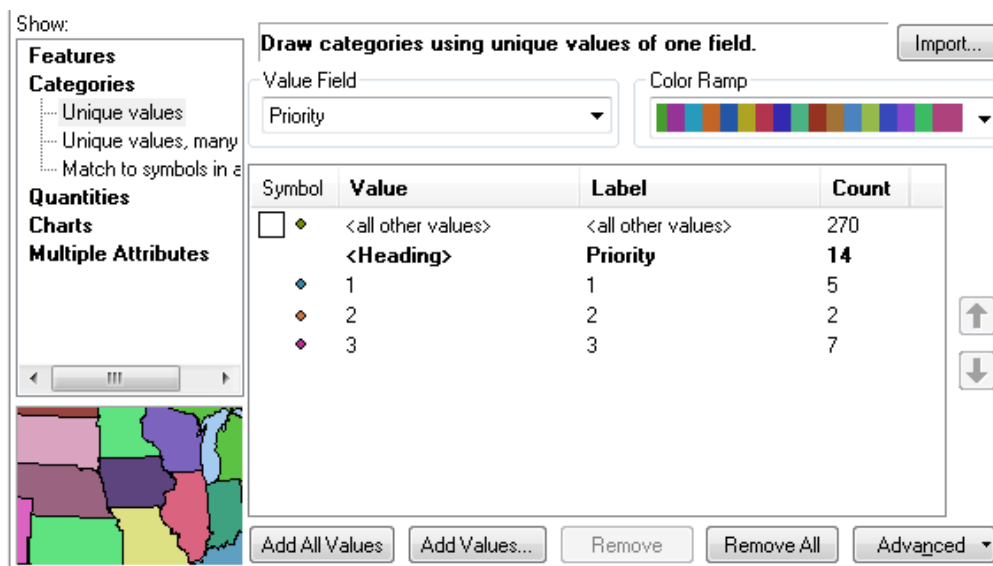 Show:
Features
Categories
Unique values
Unique values, many
Match to symbols in a
Quantities
Charts
Multiple Attributes
Draw categories using unique values of one field.
Import...
Value Field
Color Ramp
Priority
Symbol Value Label Count
<all other values> <all other values> 270
<Heading> Priority 14
1 1 5
2 2 2
3 3 7
Add All Values Add Values... Remove Remove All Advanced